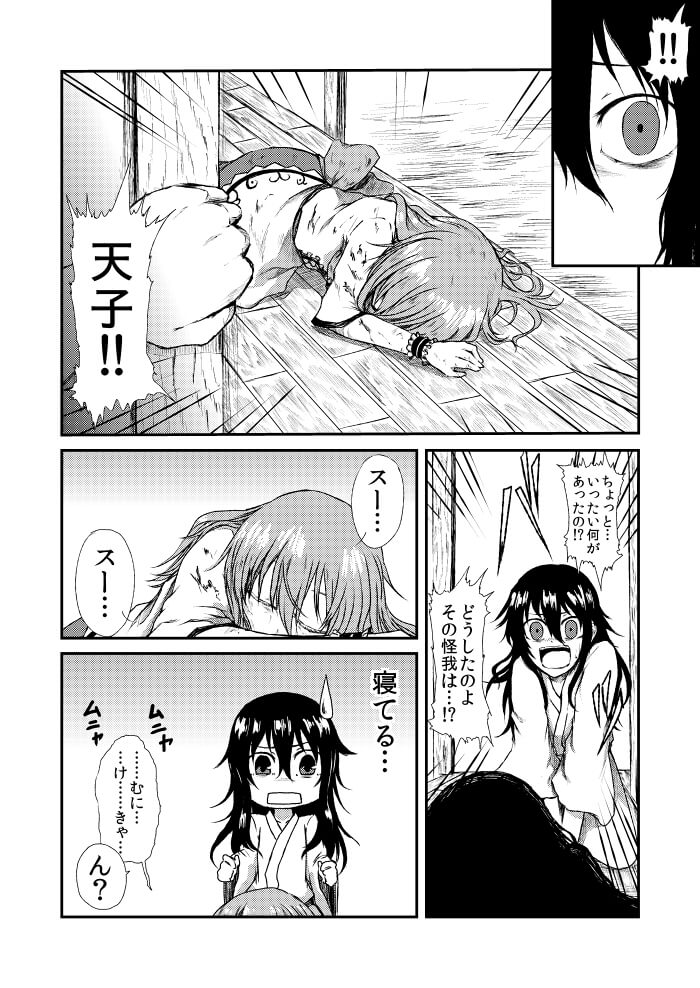 !!
天子!!
ちょっと…
いったい何が
あったの!?
どうしたのよ
その怪我は…!?
スー…
スー…
寝てる…
ムニャ
ムニャ
……むに…
け……きゃ…
ん？